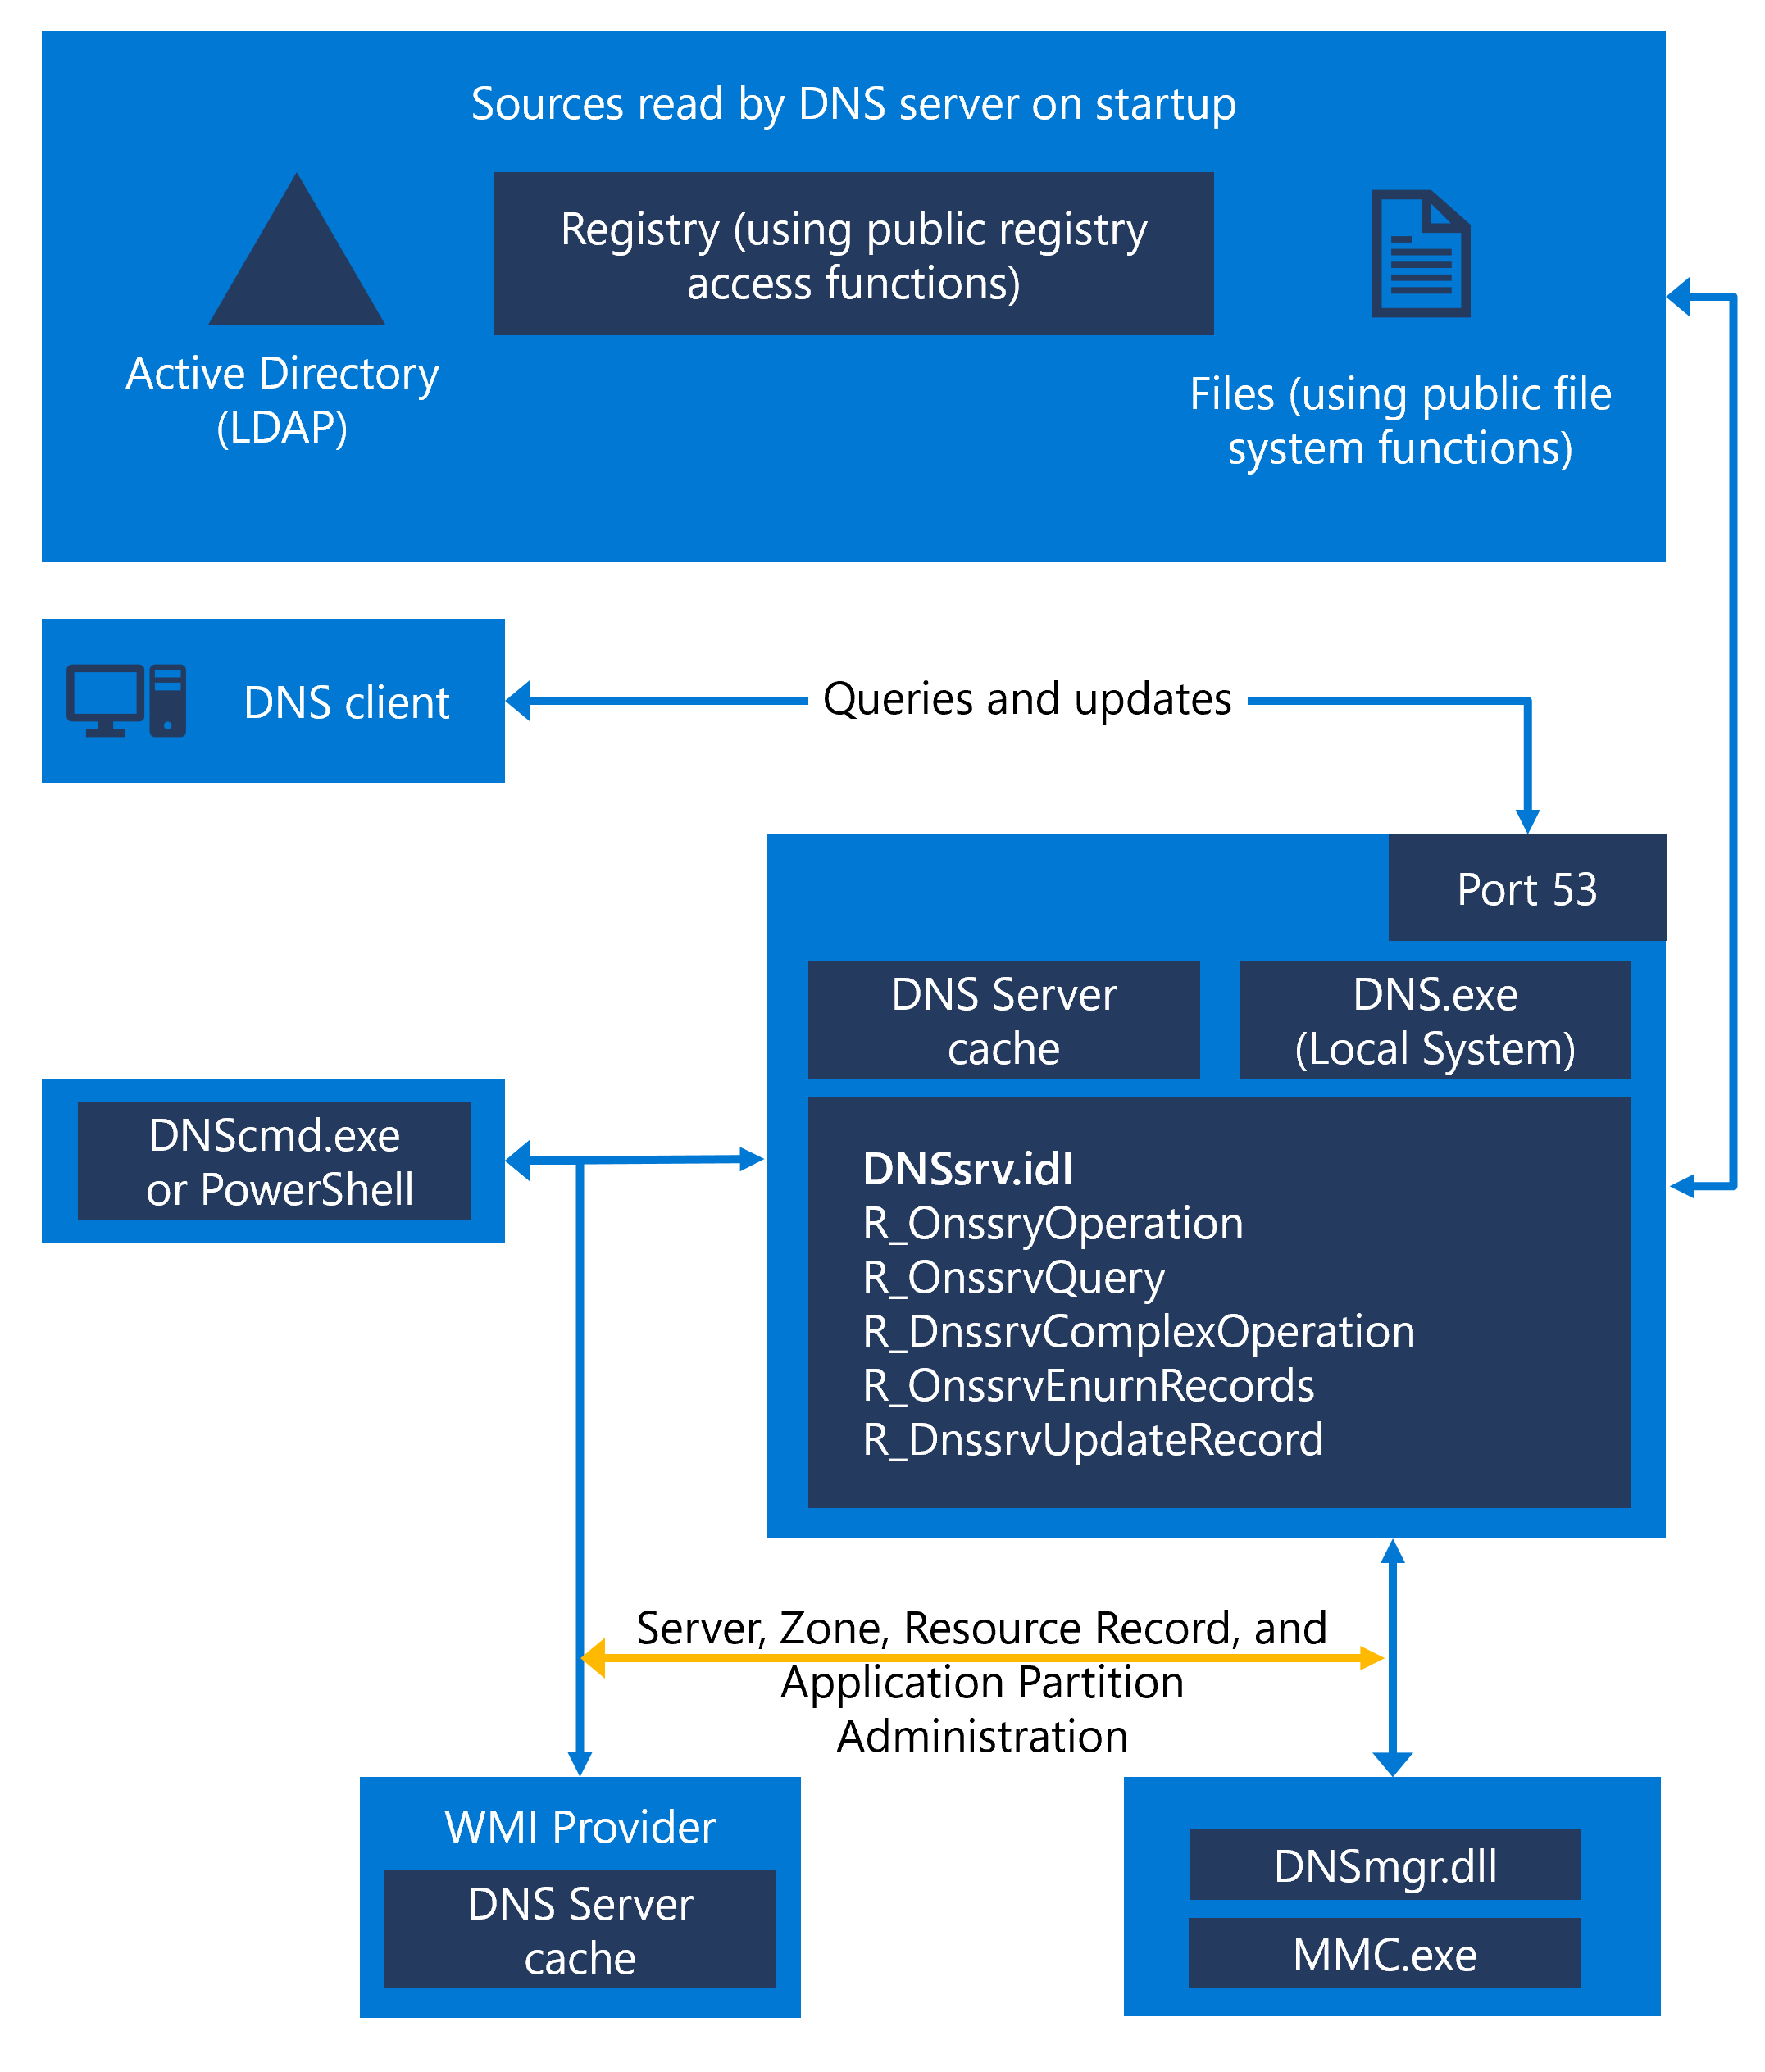 Sources read by DNS server on startup
Registry (using public registry
access functions)
Active Directory
(LDAP)
Files (using public file
system functions)
DNS client
Queries and updates
Port 53
DNS Server
cache
DNS.exe
(Local System)
DNScmd.exe
or PowerShell
DNSsrv.idl
R_OnssryOperation
R_OnssrvQuery
R_DnssrvComplexOperation
R_OnssrvEnurnRecords
R_DnssrvUpdateRecord
Server, Zone, Resource Record, and
Application Partition
Administration
WMI Provider
DNS Server
cache
DNSmgr.dll
MMC.exe